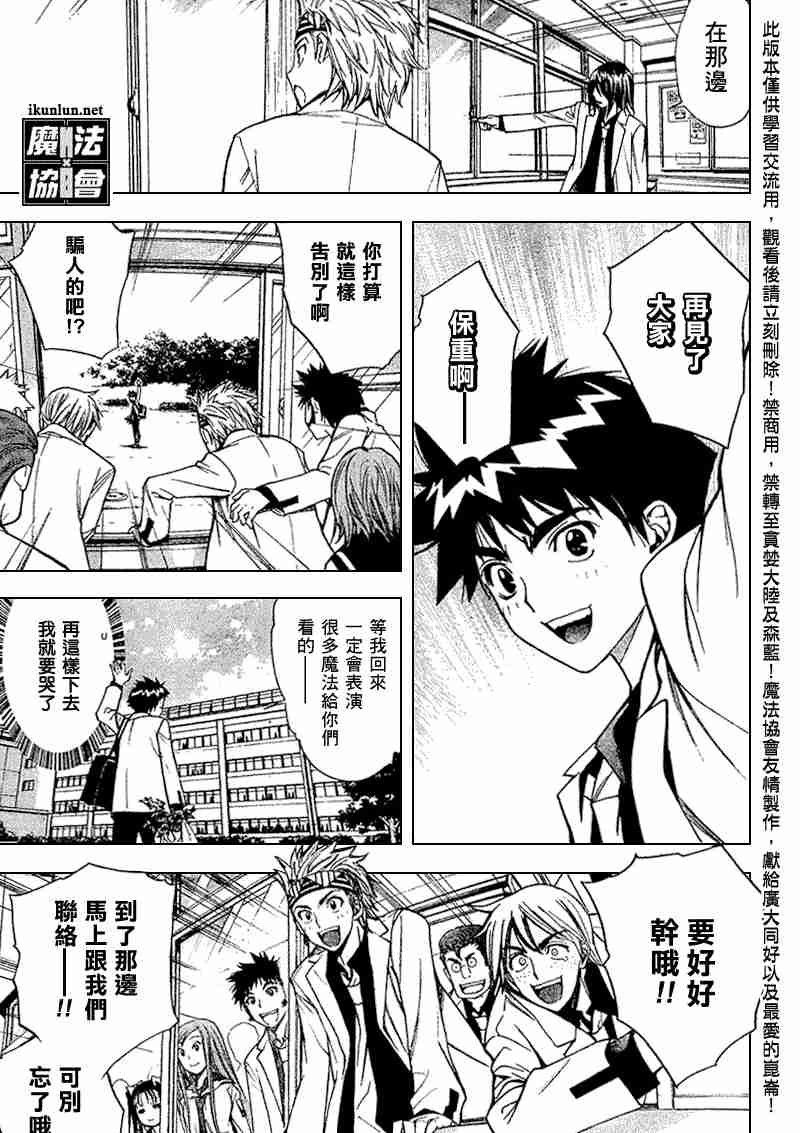 在那邊
ikunlun.net
魔法
協會
再見了
大家
保重啊——
你打算
就這樣
告別了啊
騙人的吧!?
等我回來
一定會表演
很多魔法給你們
看的——
再這樣下去
我就要哭了
要好好
幹哦!!
到了那邊
馬上跟我們
聯絡——!!
可別
忘了哦
此版本僅供學習交流用，觀看後請立刻刪除！禁商用，禁轉至貪婪大陸及森藍！魔法協會友情製作，獻給廣大同好以及最愛的崑崙！